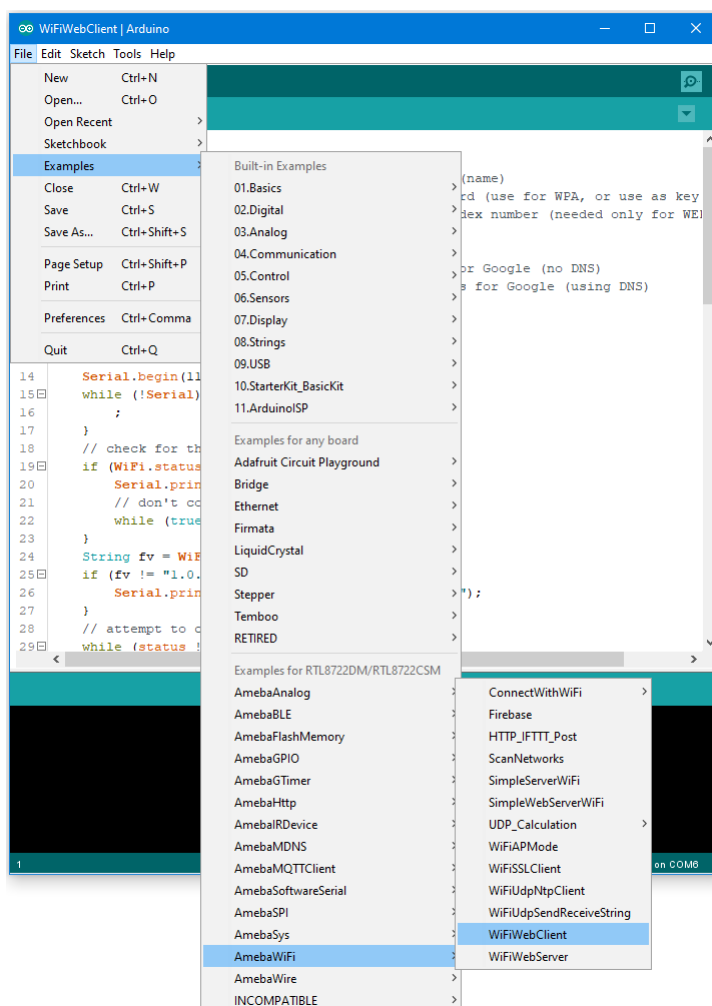 WiFiWebClient | Arduino
File Edit Sketch Tools Help
New Ctrl+N
Open... Ctrl+O
Open Recent
Sketchbook
Examples
Close Ctrl+W
Save Ctrl+S
Save As... Ctrl+Shift+S
Page Setup Ctrl+Shift+P
Print Ctrl+P
Preferences Ctrl+Comma
Quit Ctrl+Q
Built-in Examples
01.Basics
02.Digital
03.Analog
04.Communication
05.Control
06.Sensors
07.Display
08.Strings
09.USB
10.StarterKit_BasicKit
11.ArduinoISP
Examples for any board
Adafruit Circuit Playground
Bridge
Ethernet
Firmata
LiquidCrystal
SD
Stepper
Temboo
RETIRED
Examples for RTL8722DM/RTL8722CSM
AmebaAnalog
AmebaBLE
AmebaFlashMemory
AmebaGPIO
AmebaGTimer
AmebaHttp
AmebaIRDevice
AmebaMDNS
AmebaMQTTClient
AmebaSoftwareSerial
AmebaSPI
AmebaSys
AmebaWiFi
AmebaWire
INCOMPATIBLE
ConnectWithWiFi
Firebase
HTTP_IFTTT_Post
ScanNetworks
SimpleServerWiFi
SimpleWebServerWiFi
UDP_Calculation
WiFiAPMode
WiFiSSLClient
WiFiUdpNtpClient
WiFiUdpSendReceiveString
WiFiWebClient
WiFiWebServer
(name)
rd (use for WPA, or use as key
dex number (needed only for WE
or Google (no DNS)
s for Google (using DNS)
14 Serial.begin(11
15 while (!Serial)
16 ;
17 }
18 // check for th
19 if (WiFi.status
20 Serial.prin
21 // don't co
22 while (true
23 }
24 String fv = WiF
25 if (fv != "1.0.
26 Serial.prin ");
27 }
28 // attempt to c
29 while (status !
1 on COM6